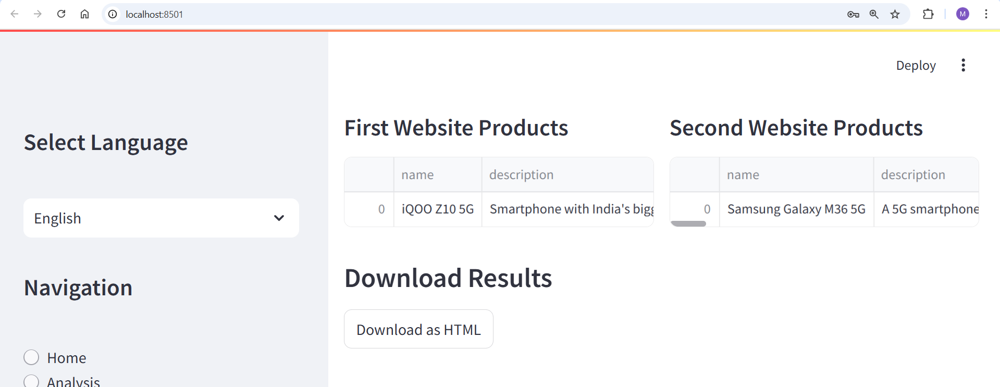 localhost:8501
M
Deploy
Select Language
English
Navigation
Home
Analysis
First Website Products
name description
0 iQOO Z10 5G Smartphone with India's bigg
Second Website Products
name description
0 Samsung Galaxy M36 5G A 5G smartphone
Download Results
Download as HTML